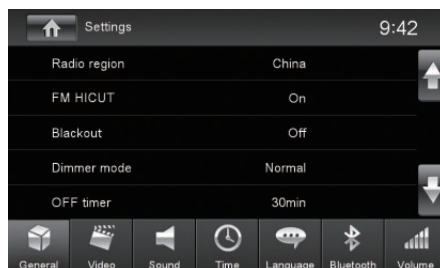 Settings 9:42
Radio region China
FM HICUT On
Blackout Off
Dimmer mode Normal
OFF timer 30min
General Video Sound Time Language Bluetooth Volume